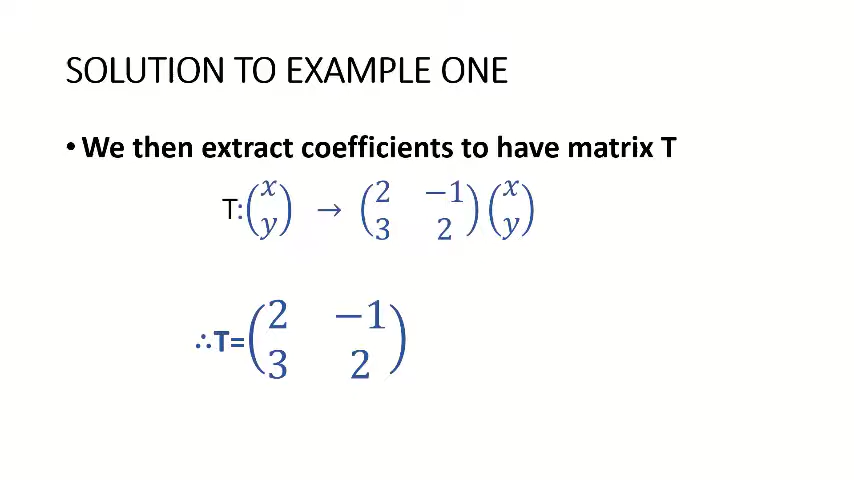 SOLUTION TO EXAMPLE ONE
• We then extract coefficients to have matrix T
T:(x y) → (2 −1 3 2)(x y)
∴T=(2 −1 3 2)